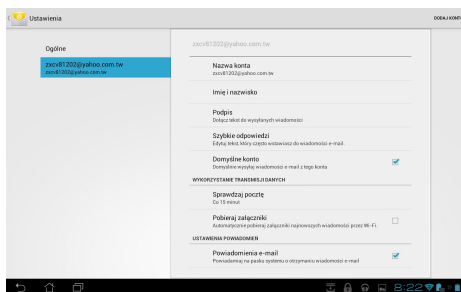 Ustawienia
DODAJ KONT
Ogólne
zxcv81202@yahoo.com.tw
zxcv81202@yahoo.com.tw
zxcv81202@yahoo.com.tw
Nazwa konta
zxcv81202@yahoo.com.tw
Imię i nazwisko
Podpis
Dołącz tekst do wysyłanych wiadomości
Szybkie odpowiedzi
Edytuj tekst, który często wstawiasz do wiadomości e-mail.
Domyślne konto
Domyślnie wysyłaj wiadomości e-mail z tego konta
WYKORZYSTANIE TRANSMISJI DANYCH
Sprawdzaj pocztę
Co 15 minut
Pobieraj załączniki
Automatycznie pobieraj załączniki najnowszych wiadomości przez Wi-Fi.
USTAWIENIA POWIADOMIEŃ
Powiadomienia e-mail
Powiadamiaj na pasku systemu o otrzymaniu wiadomości e-mail
8:22